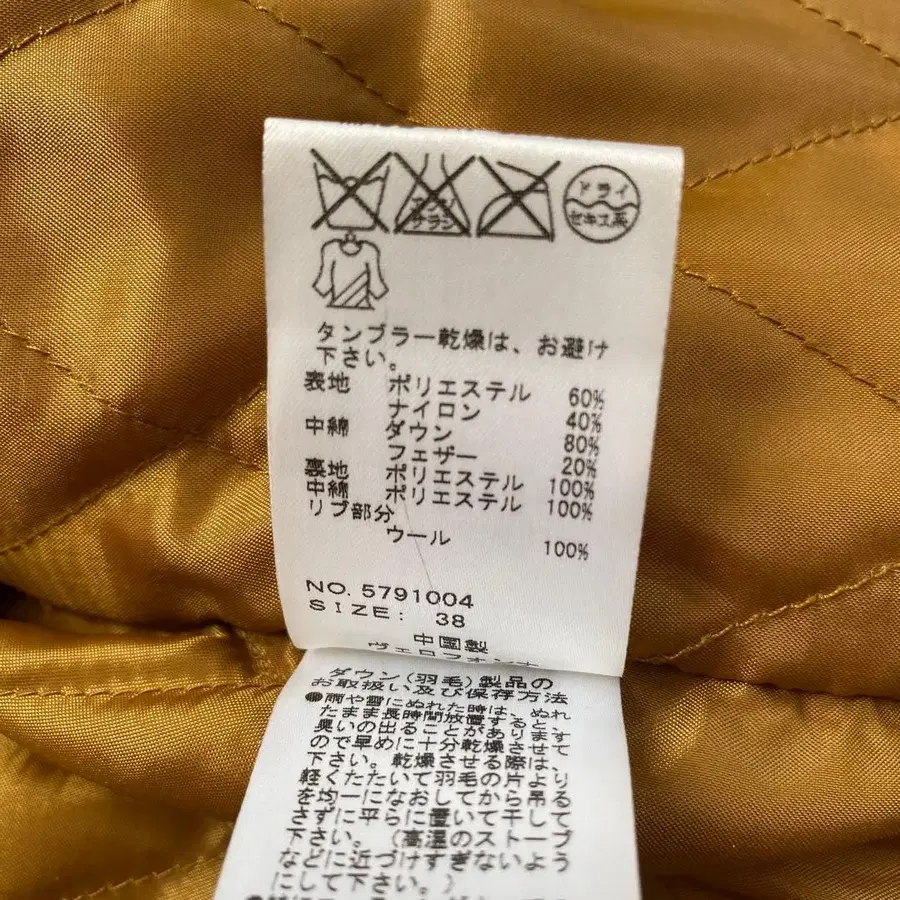 エンソ
サラシ
ドライ
セキユ系
タンブラー乾燥は、お避け
下さい。
表地 ポリエステル 60%
ナイロン 40%
中綿 ダウン 80%
フェザー 20%
裏地 ポリエステル 100%
中綿 ポリエステル 100%
リブ部分
ウール 100%
NO. 5791004
SIZE: 38
中国製
ダウン(羽毛)製品の
お取扱い及び保存方法
●雨や雪にぬれた時は、ぬれ
たまま長時間放置すると、
臭いの出ることがあります
ので早めに十分乾燥させて
下さい。乾燥させる際は、
軽くたたいて羽毛の片より
を均一になおしてから吊る
さずに平らに置いて干して
下さい。(高温のストーブ
などに近づけすぎないよう
にして下さい。)